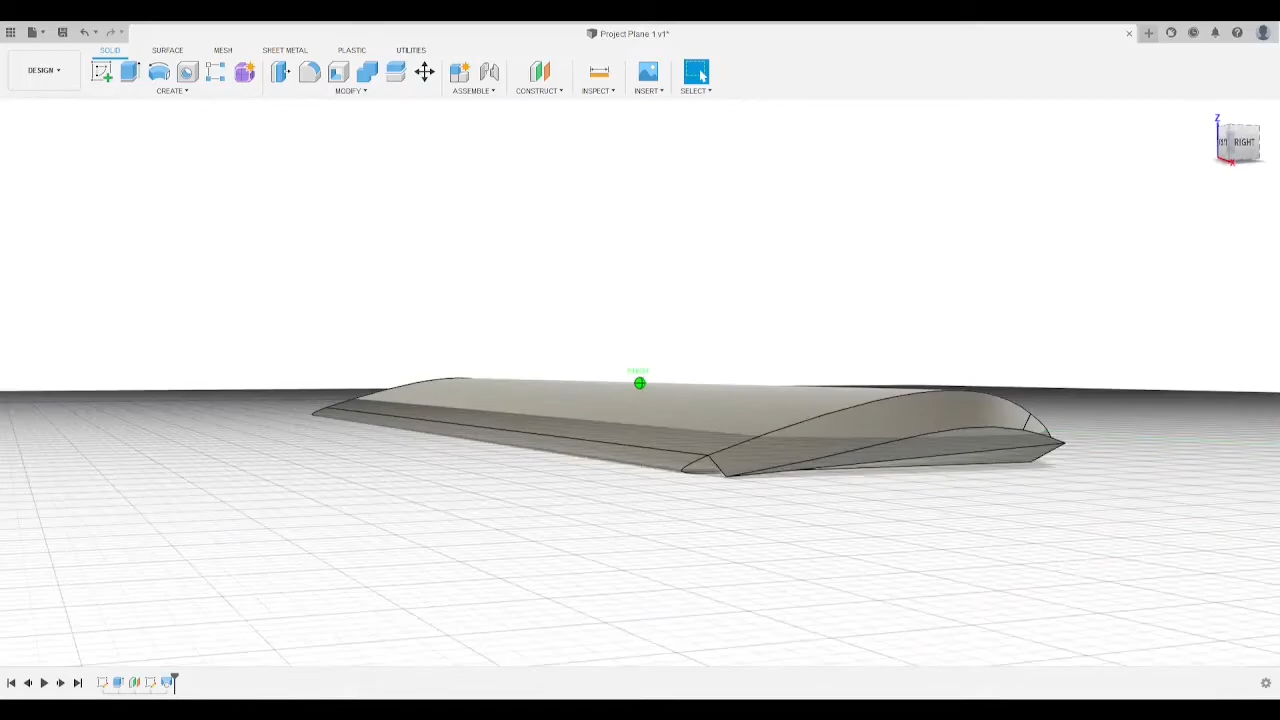 Project Plane 1 v1*
SOLID SURFACE MESH SHEET METAL PLASTIC UTILITIES
DESIGN
CREATE MODIFY ASSEMBLE CONSTRUCT INSPECT INSERT SELECT
Z
RIGHT
X